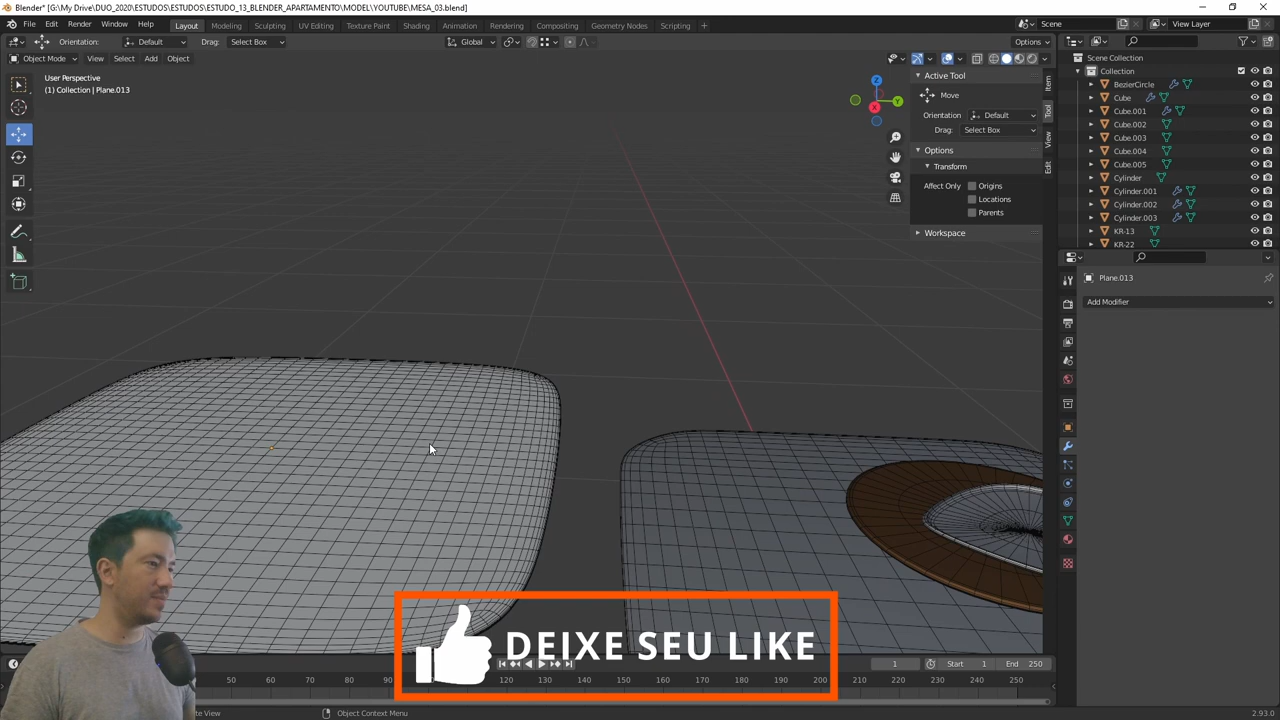 Blender* [G:\My Drive\DUO_2020\ESTUDOS\ESTUDO_13_BLENDER_APARTAMENTO\MODEL\YOUTUBE\MESA_03.blend]
File Edit Render Window Help Layout Modeling Sculpting UV Editing Texture Paint Shading Animation Rendering Compositing Geometry Nodes Scripting + Scene View Layer
Orientation: Default Drag: Select Box Global Options
Object Mode View Select Add Object
User Perspective
(1) Collection | Plane.013
Z
Y
X
Active Tool
Move
Orientation Default
Drag: Select Box
Options
Transform
Affect Only Origins
Locations
Parents
Workspace
Item
Tool
View
Edit
Scene Collection
Collection
BezierCircle
Cube
Cube.001
Cube.002
Cube.003
Cube.004
Cube.005
Cylinder
Cylinder.001
Cylinder.002
Cylinder.003
KR-13
KR-22
Plane.013
Add Modifier
DEIXE SEU LIKE
1 Start 1 End 250
50 60 70 80 90 150 160 170 180 190 200 210 220 230 240 250
te View Object Context Menu 2.93.0